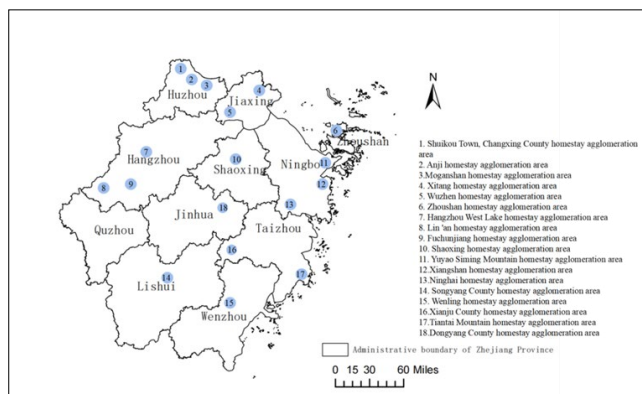 1
2
3
Huzhou
4
Jiaxing
5
6
Zhoushan
7
Hangzhou
8
9
10
Shaoxing
Ningbo
11
12
13
Jinhua
18
Taizhou
Quzhou
16
14
Lishui
17
15
Wenzhou
N
1. Shuikou Town, Changxing County homestay agglomeration
area
2. Anji homestay agglomeration area
3.Moganshan homestay agglomeration area
4. Xitang homestay agglomeration area
5. Wuzhen homestay agglomeration area
6. Zhoushan homestay agglomeration area
7. Hangzhou West Lake homestay agglomeration area
8. Lin 'an homestay agglomeration area
9. Fuchunjiang homestay agglomeration area
10. Shaoxing homestay agglomeration area
11. Yuyao Siming Mountain homestay agglomeration area
12.Xiangshan homestay agglomeration area
13.Ninghai homestay agglomeration area
14. Songyang County homestay agglomeration area
15. Wenling homestay agglomeration area
16.Xianju County homestay agglomeration area
17.Tiantai Mountain homestay agglomeration area
18.Dongyang County homestay agglomeration area
Administrative boundary of Zhejiang Province
0 15 30 60 Miles